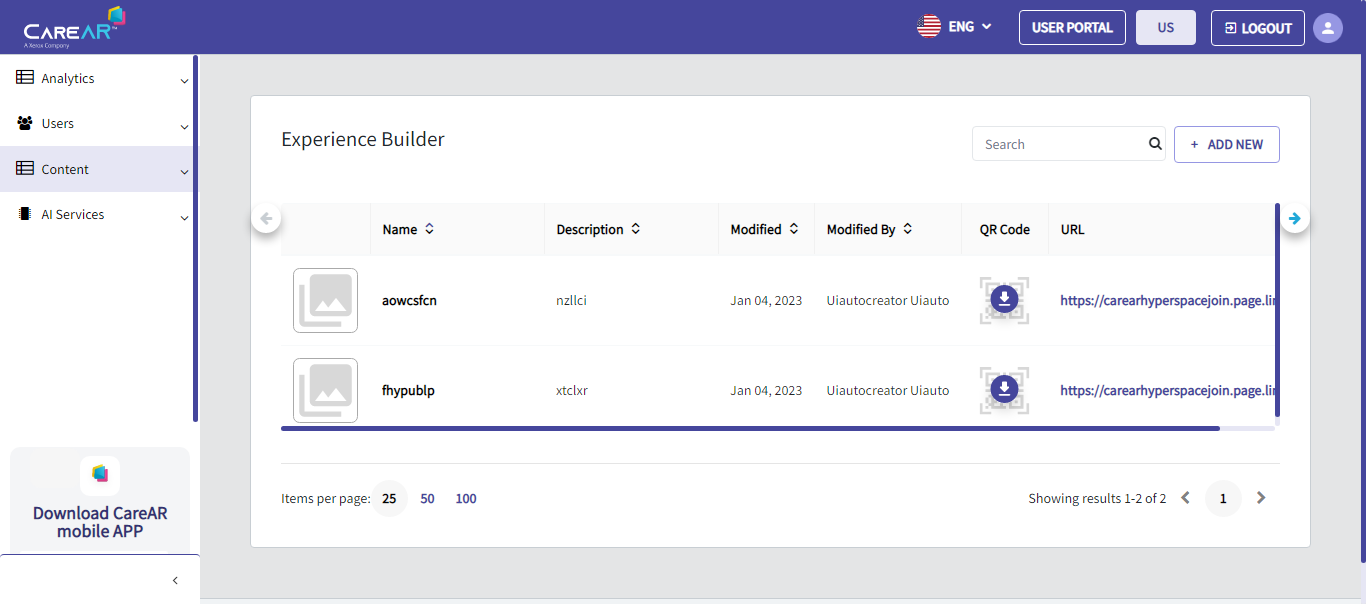 CAREAR™
A Xerox Company
ENG
USER PORTAL
US
LOGOUT
Analytics
Users
Content
AI Services
Download CareAR
mobile APP
Experience Builder
Search
+ ADD NEW
Name Description Modified Modified By QR Code URL
aowcsfcn nzllci Jan 04, 2023 Uiautocreator Uiauto https://carearhyperspacejoin.page.lin
fhypublp xtclxr Jan 04, 2023 Uiautocreator Uiauto https://carearhyperspacejoin.page.lin
Items per page: 25 50 100
Showing results 1-2 of 2 1